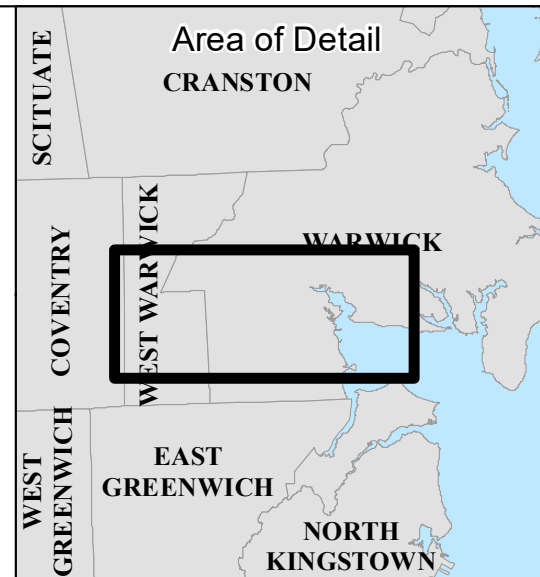 Area of Detail
CRANSTON
SCITUATE
WARWICK
WEST WARWICK
COVENTRY
EAST
GREENWICH
WEST
GREENWICH
NORTH
KINGSTOWN